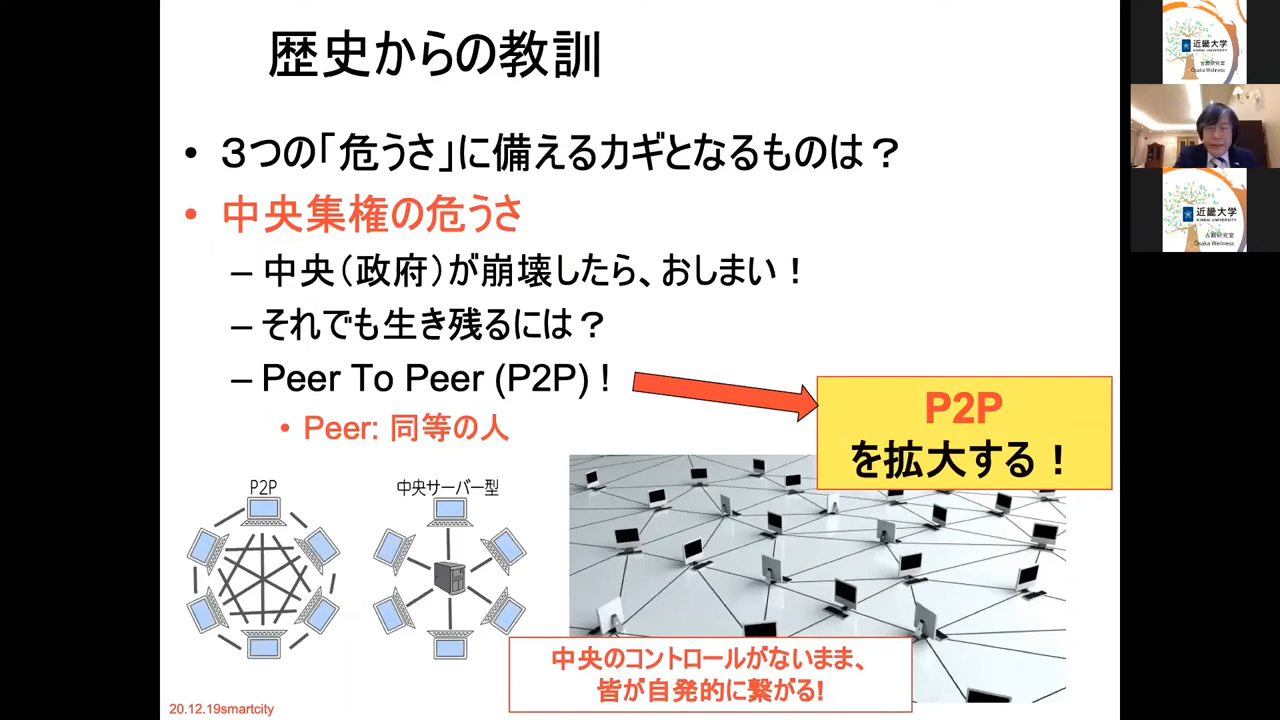 歴史からの教訓
• 3つの「危うさ」に備えるカギとなるものは？
• 中央集権の危うさ
– 中央（政府）が崩壊したら、おしまい！
– それでも生き残るには？
– Peer To Peer (P2P)！
• Peer: 同等の人
P2P
を拡大する！
P2P
中央サーバー型
中央のコントロールがないまま、
皆が自発的に繋がる!
20.12.19smartcity
近畿大学
KINDAI UNIVERSITY
Osaka Welness
近畿大学
KINDAI UNIVERSITY
Osaka Welness